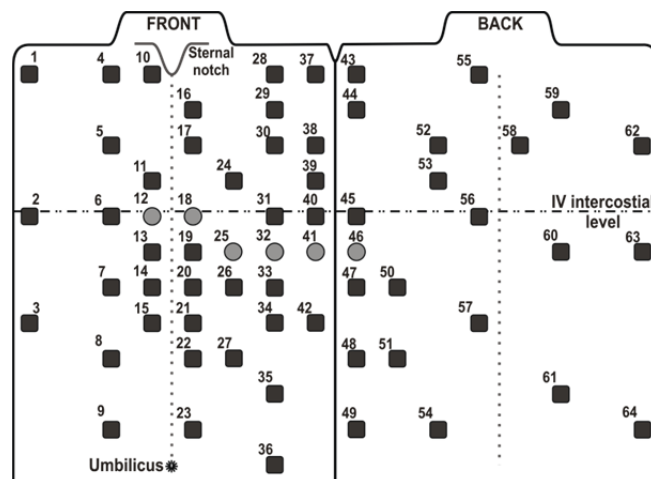 FRONT BACK
Sternal
notch
1 4 10 28 37 43 55
16 29 44 59
5 17 30 38 52 58 62
11 24 39 53
2 6 12 18 31 40 45 56 IV intercostial
level
13 19 25 32 41 46 60 63
7 14 20 26 33 47 50
3 15 21 34 42 57
8 22 27 48 51
35 61
9 23 49 54 64
36
Umbilicus